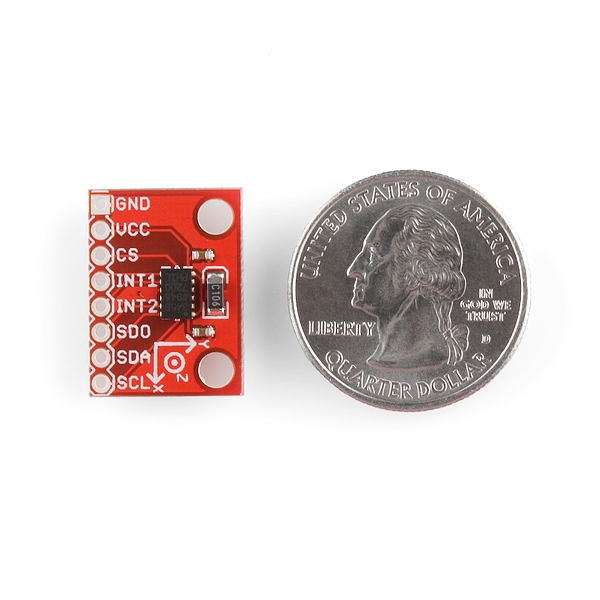 GND
VCC
CS
INT1
INT2
SDO
SDA
SCL
C106
Y
Z
X
UNITED STATES OF AMERICA
IN
GOD WE
TRUST
LIBERTY
D
QUARTER DOLLAR